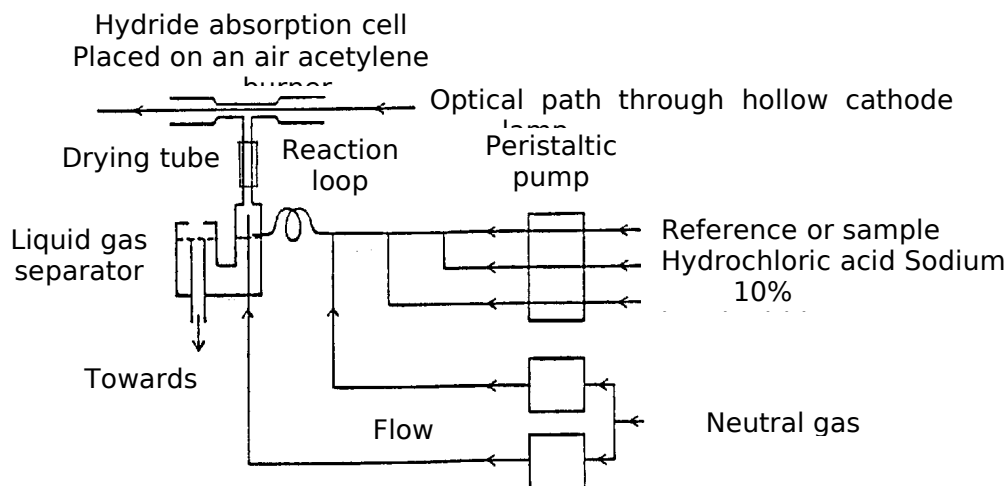 Hydride absorption cell
Placed on an air acetylene
burner
Optical path through hollow cathode
Drying tube
Reaction
loop
Peristaltic
pump
Liquid gas
separator
Reference or sample
Hydrochloric acid Sodium
10%
Towards
Flow
Neutral gas